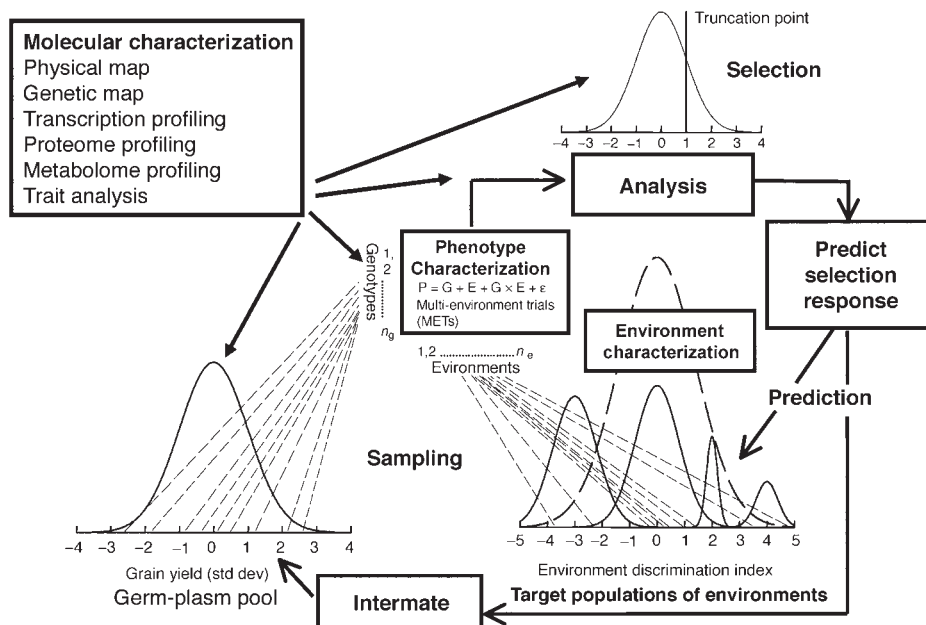 Molecular characterization
Physical map
Genetic map
Transcription profiling
Proteome profiling
Metabolome profiling
Trait analysis
Truncation point
Selection
−4 −3 −2 −1 0 1 2 3 4
Analysis
Predict
selection
response
Genotypes
1,
2
n_g
Phenotype
Characterization
P = G + E + G × E + ε
Multi-environment trials
(METs)
1,2 ........................ n_e
Evironments
Environment
characterization
Prediction
Sampling
−4 −3 −2 −1 0 1 2 3 4
Grain yield (std dev)
Germ-plasm pool
−5 −4 −3 −2 −1 0 1 2 3 4 5
Environment discrimination index
Target populations of environments
Intermate